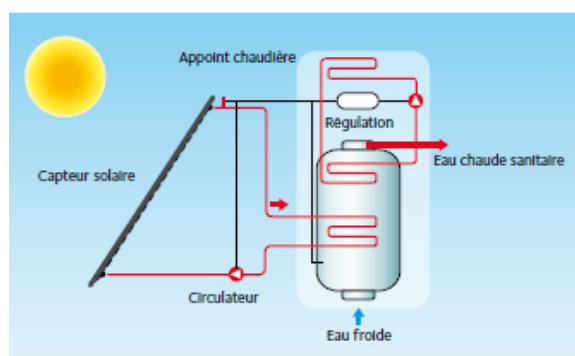 Appoint chaudière
Régulation
Eau chaude sanitaire
Capteur solaire
Circulateur
Eau froide